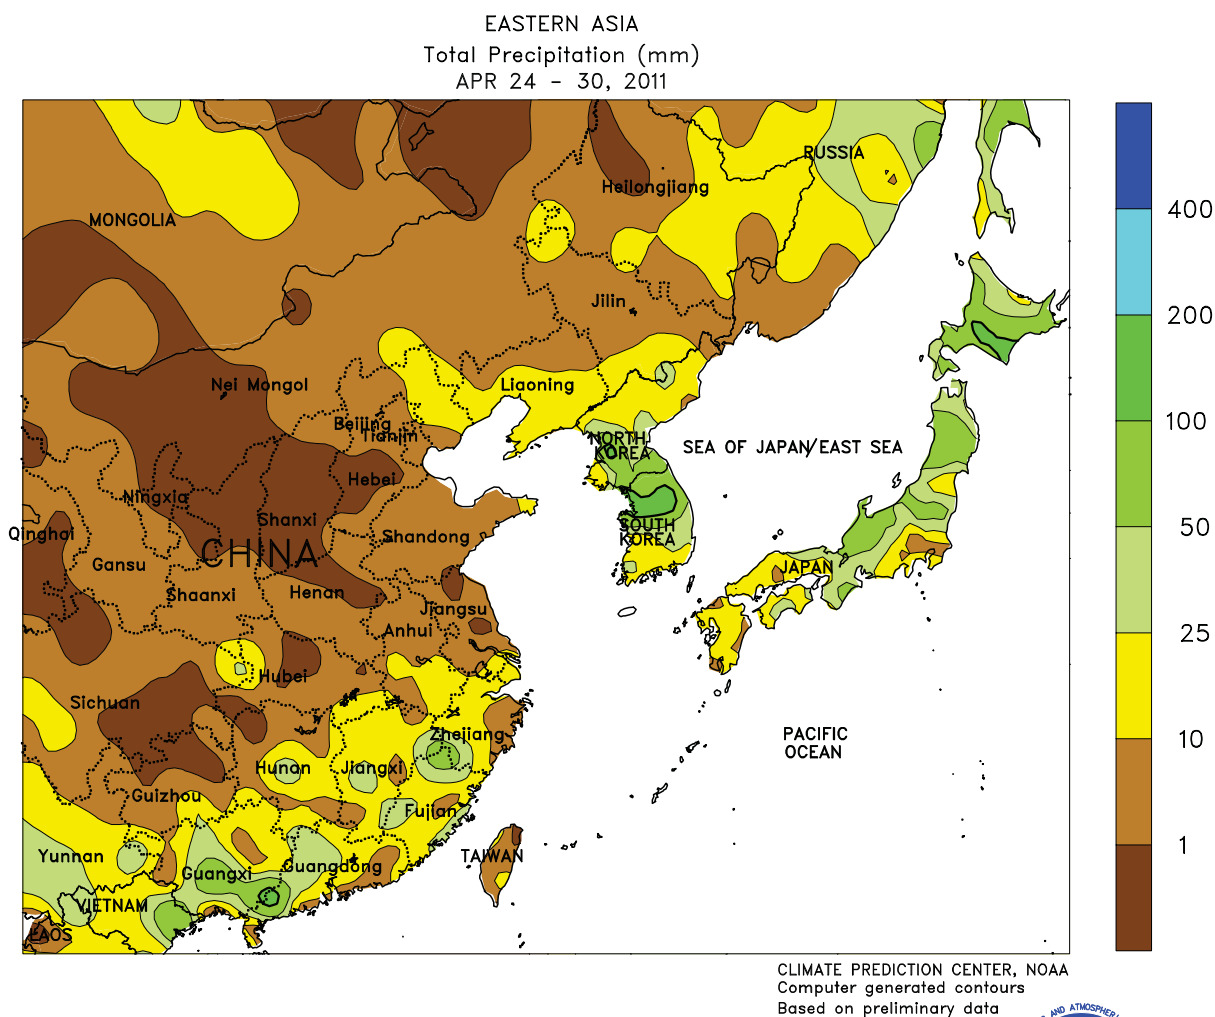 EASTERN ASIA
Total Precipitation (mm)
APR 24 - 30, 2011
RUSSIA
Heilongjiang
MONGOLIA
400
Jilin
200
Nei Mongol
Liaoning
Beijing
Tianjin
100
NORTH
KOREA
SEA OF JAPAN/EAST SEA
Hebei
Ningxia
Shanxi
50
SOUTH
KOREA
Qinghai
Shandong
CHINA
Gansu
JAPAN
Shaanxi
Henan
Jiangsu
Anhui
25
Hubei
Sichuan
Zhejiang
PACIFIC
OCEAN
10
Hunan
Jiangxi
Guizhou
Fujian
1
Yunnan
TAIWAN
Guangxi
Guangdong
VIETNAM
LAOS
CLIMATE PREDICTION CENTER, NOAA
Computer generated contours
Based on preliminary data
AND ATMOSPHER